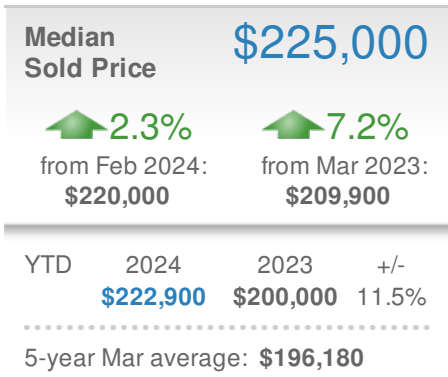 Median $225,000
Sold Price
2.3% 7.2%
from Feb 2024: from Mar 2023:
$220,000 $209,900
YTD 2024 2023 +/-
$222,900 $200,000 11.5%
5-year Mar average: $196,180